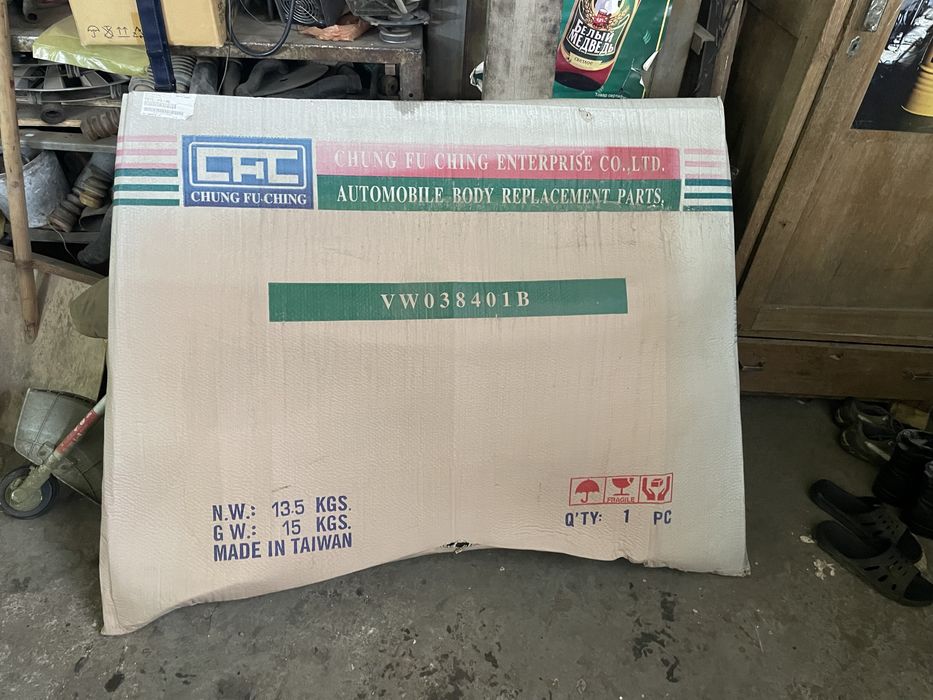 БЕЛЫЙ
МЕДВЕДЬ
СВЕТЛОЕ
CFC
CHUNG FU-CHING
CHUNG FU CHING ENTERPRISE CO.,LTD.
AUTOMOBILE BODY REPLACEMENT PARTS.
VW038401B
N.W.: 13.5 KGS.
G W.: 15 KGS.
MADE IN TAIWAN
FRAGILE
Q'TY: 1 PC